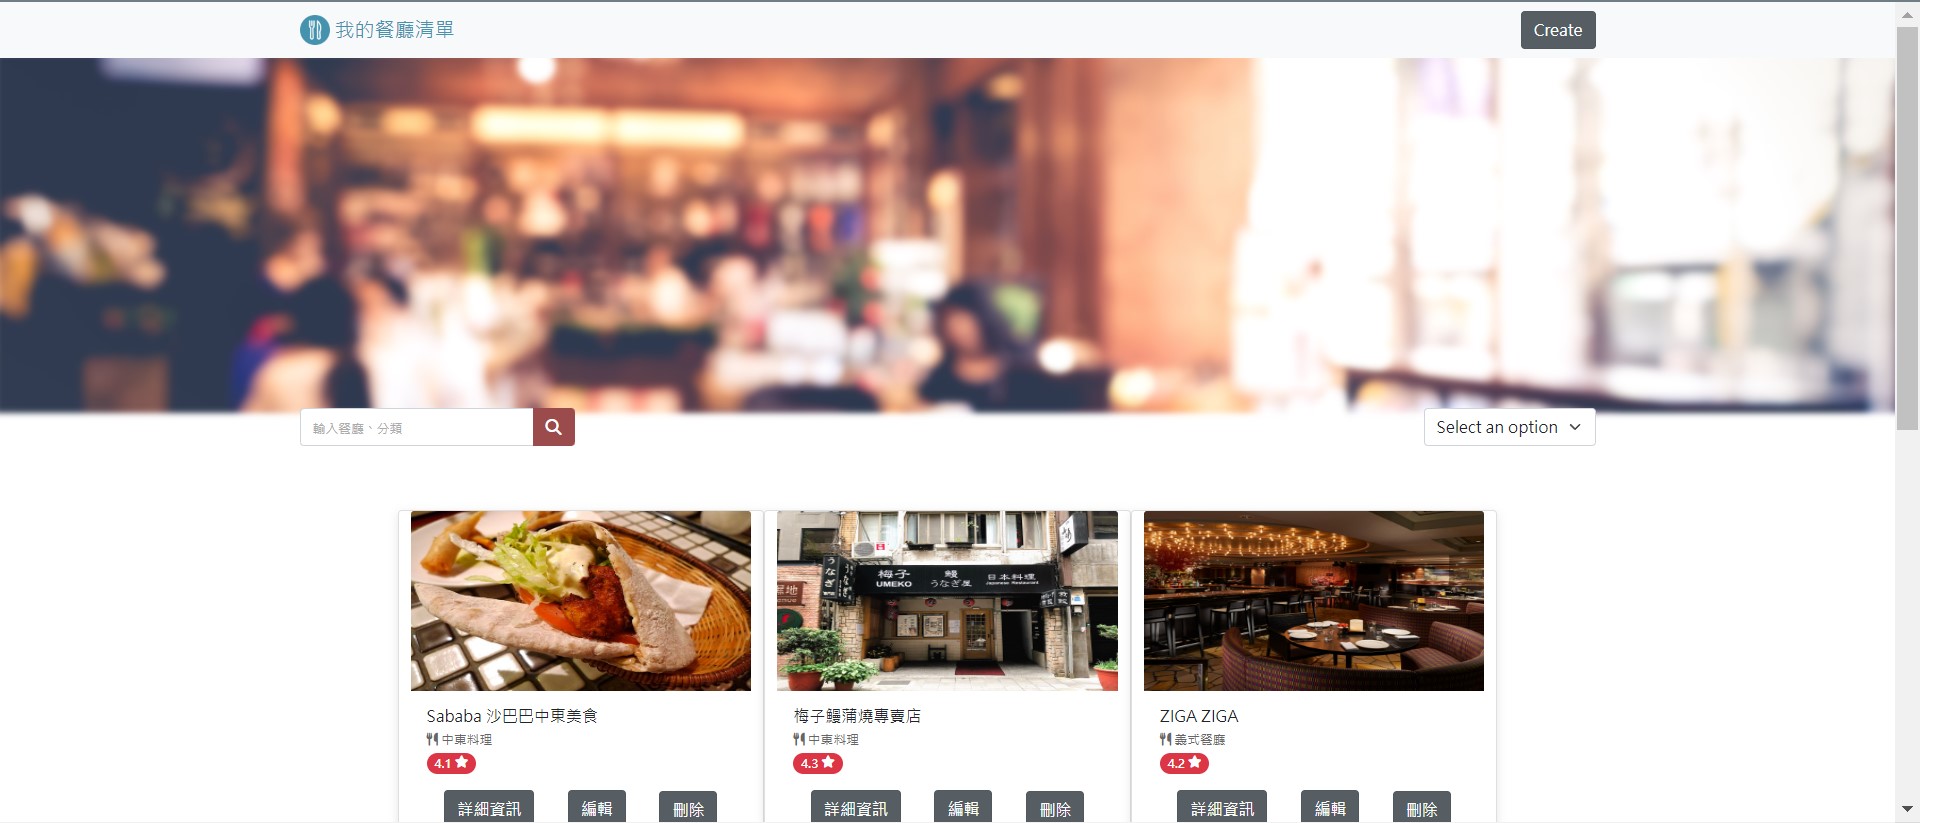 我的餐廳清單
Create
輸入餐廳、分類
Select an option
梅子
UMEKO
鰻
うなぎ屋
日本料理
Japanese Restaurant
うなぎ
Sababa 沙巴巴中東美食
中東料理
4.1
詳細資訊
編輯
刪除
梅子鰻蒲燒專賣店
中東料理
4.3
詳細資訊
編輯
刪除
ZIGA ZIGA
義式餐廳
4.2
詳細資訊
編輯
刪除